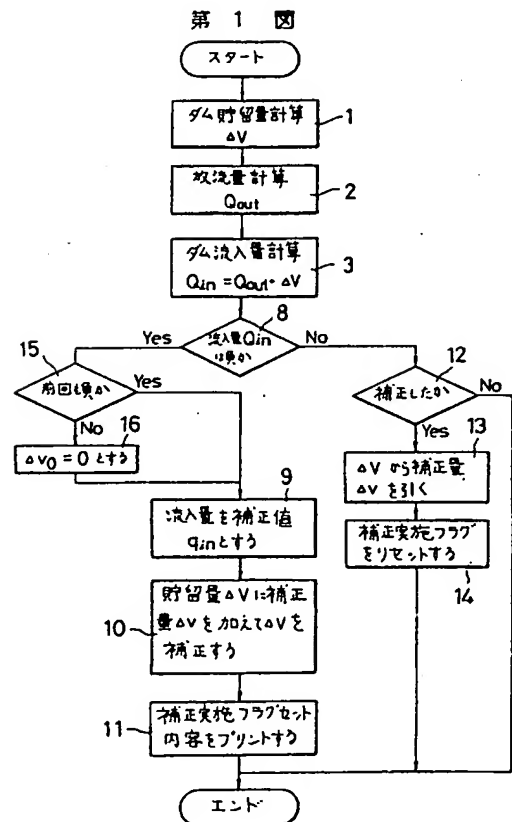 第 1 図
スタート
ダム貯留量計算
ΔV
1
放流量計算
Qout
2
ダム流入量計算
Qin = Qout・ΔV
3
流入量Qin
は負か
8
Yes
No
15
前回も負か
Yes
No
16
Δv0 = 0 とする
12
補正したか
No
Yes
13
ΔV から補正量
ΔV を引く
補正実施フラグ
をリセットする
14
9
流入量を補正値
qinとする
10
貯留量ΔVに補正
量ΔV を加えてΔVを
補正する
11
補正実施フラグセット
内容をプリントする
エンド